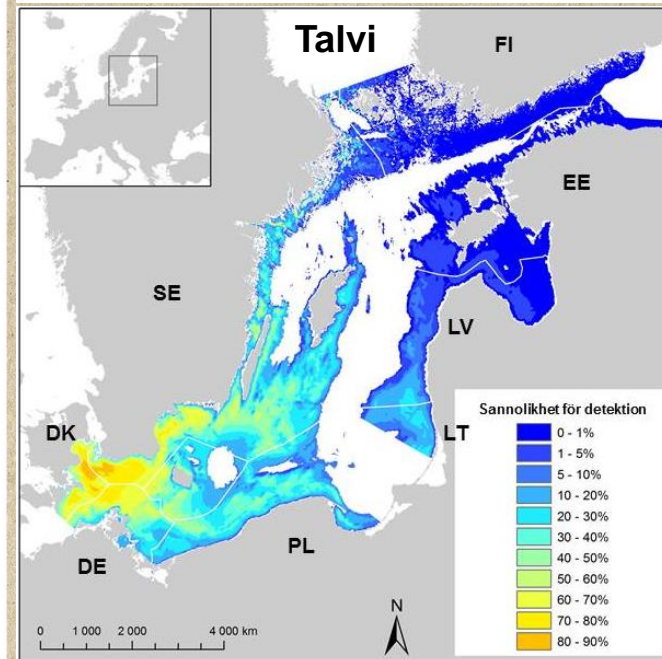 Talvi
FI
EE
SE
LV
DK
LT
DE
PL
Sannolikhet för detektion
0 - 1%
1 - 5%
5 - 10%
10 - 20%
20 - 30%
30 - 40%
40 - 50%
50 - 60%
60 - 70%
70 - 80%
80 - 90%
N
0 1 000 2 000 4 000 km